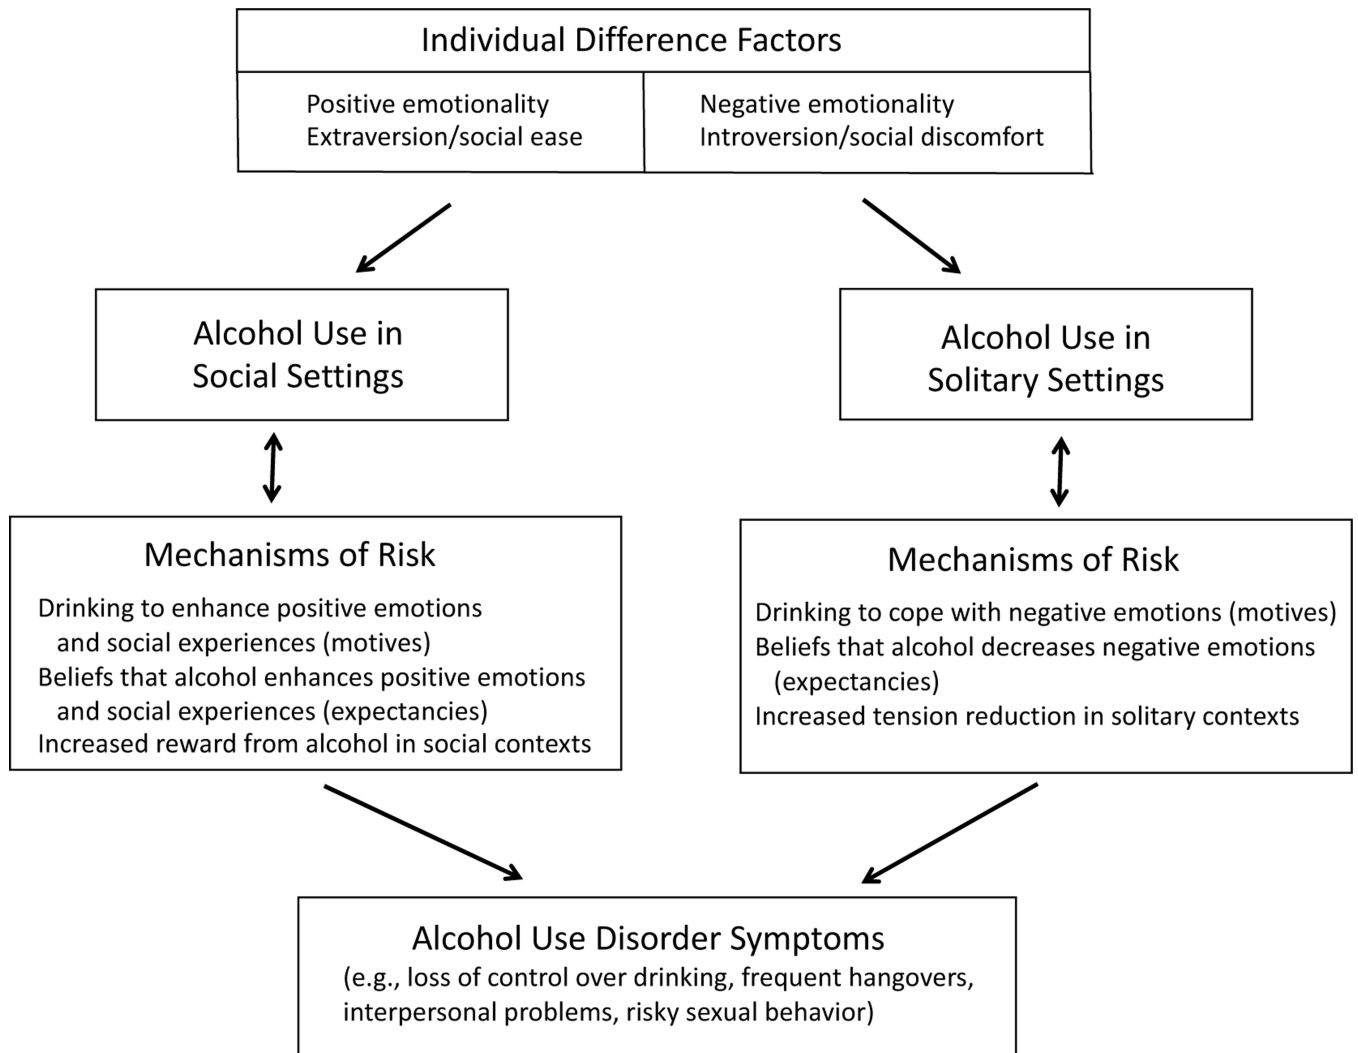 Individual Difference Factors
Positive emotionality
Extraversion/social ease
Negative emotionality
Introversion/social discomfort
Alcohol Use in
Social Settings
Alcohol Use in
Solitary Settings
Mechanisms of Risk
Drinking to enhance positive emotions
and social experiences (motives)
Beliefs that alcohol enhances positive emotions
and social experiences (expectancies)
Increased reward from alcohol in social contexts
Mechanisms of Risk
Drinking to cope with negative emotions (motives)
Beliefs that alcohol decreases negative emotions
(expectancies)
Increased tension reduction in solitary contexts
Alcohol Use Disorder Symptoms
(e.g., loss of control over drinking, frequent hangovers,
interpersonal problems, risky sexual behavior)